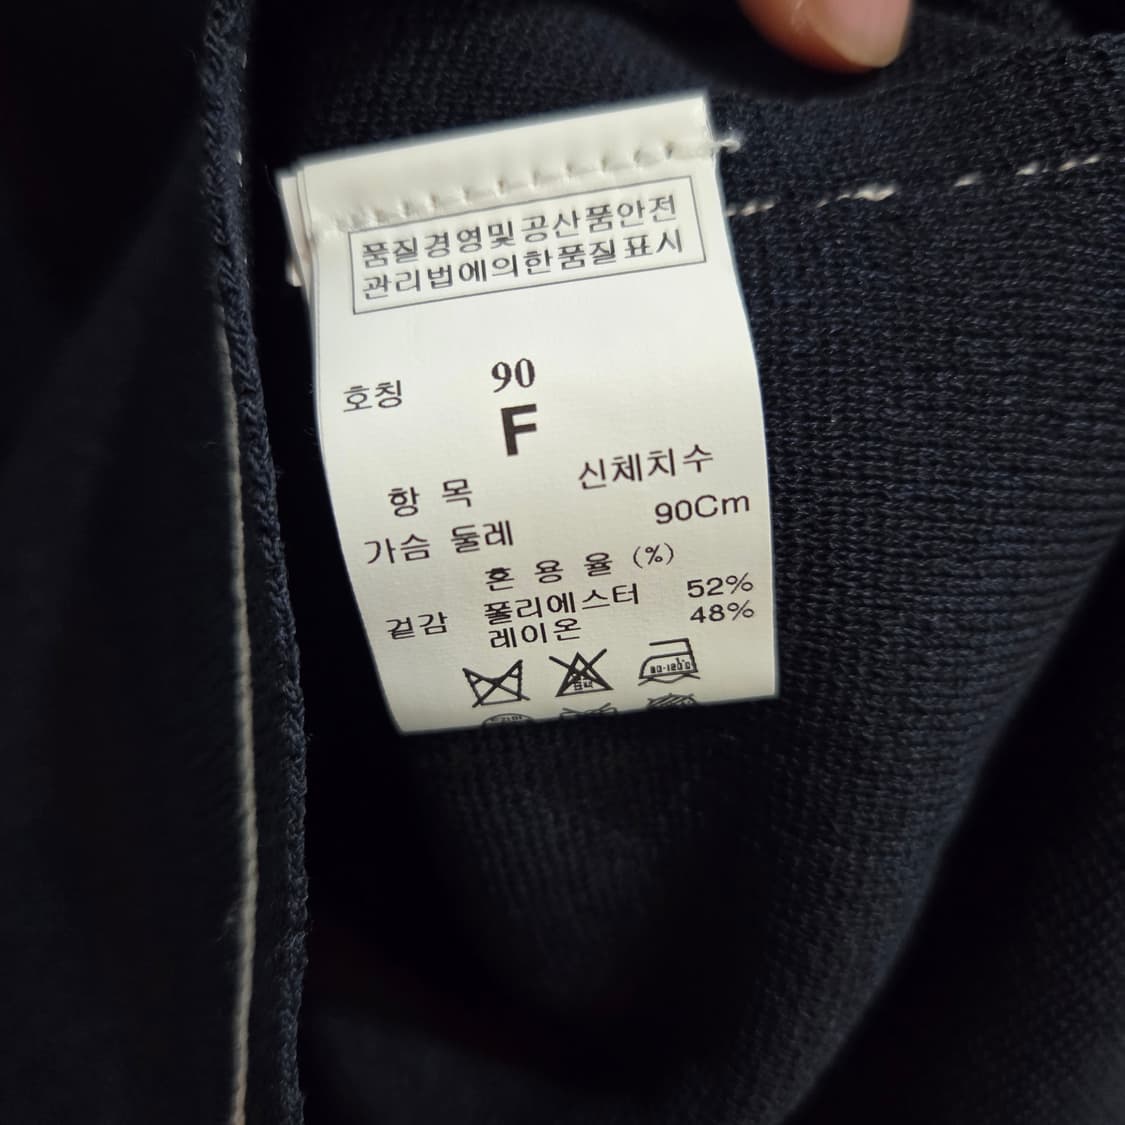 품질경영및공산품안전
관리법에의한품질표시
호칭 90
F
항 목 신체치수
가슴 둘레 90Cm
혼 용 율 (%)
겉감 폴리에스터 52%
레이온 48%
80-120°C